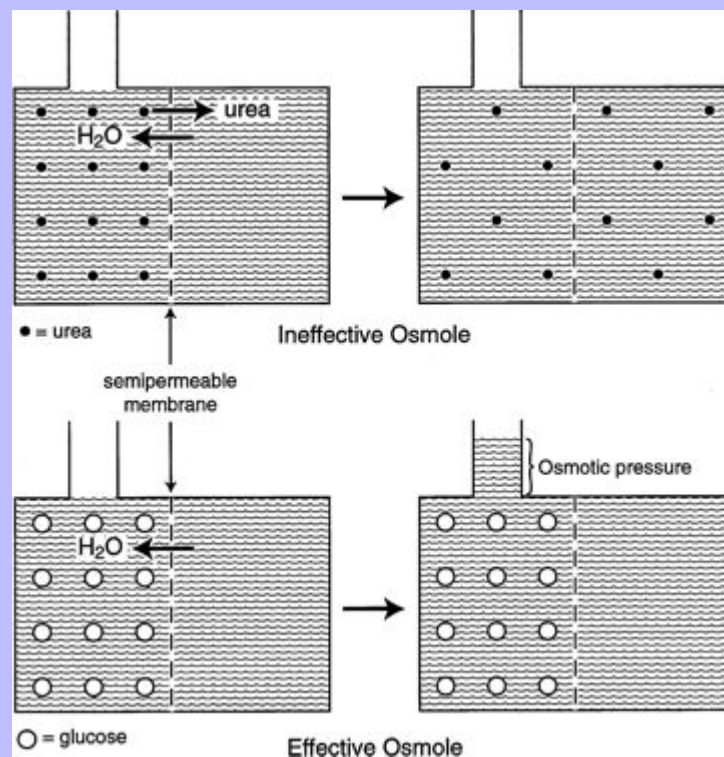 urea
H₂O
● = urea
Ineffective Osmole
semipermeable
membrane
Osmotic pressure
H₂O
○ = glucose
Effective Osmole